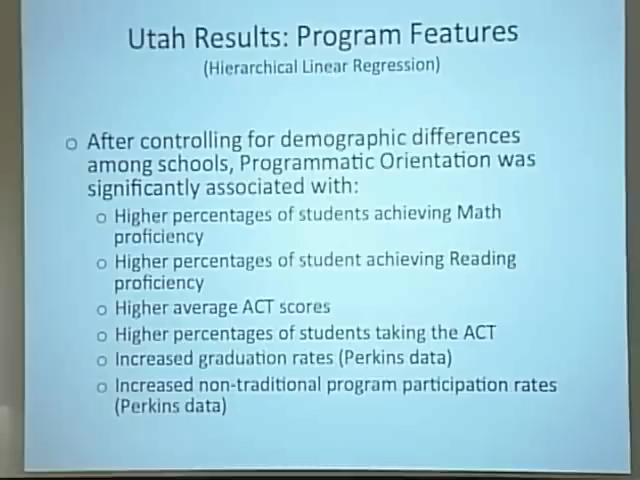 Utah Results: Program Features
(Hierarchical Linear Regression)
o After controlling for demographic differences
among schools, Programmatic Orientation was
significantly associated with:
o Higher percentages of students achieving Math
proficiency
o Higher percentages of student achieving Reading
proficiency
o Higher average ACT scores
o Higher percentages of students taking the ACT
o Increased graduation rates (Perkins data)
o Increased non-traditional program participation rates
(Perkins data)